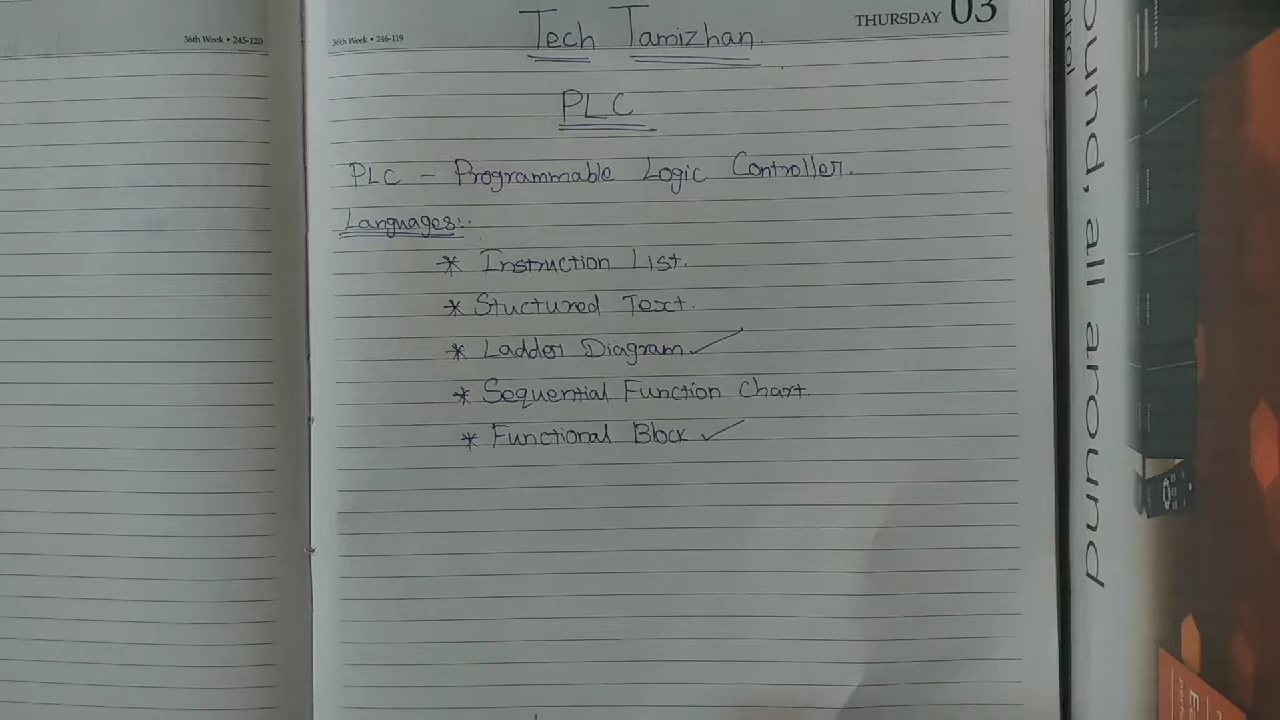 36th Week • 245-120
36th Week • 246-119
THURSDAY 03
Tech Tamizhan.
PLC
PLC - Programmable Logic Controller.
Languages:.
* Instruction List.
* Stuctured Text.
* Ladder Diagram ✓
* Sequential Function Chart.
* Functional Block ✓
ound, all around